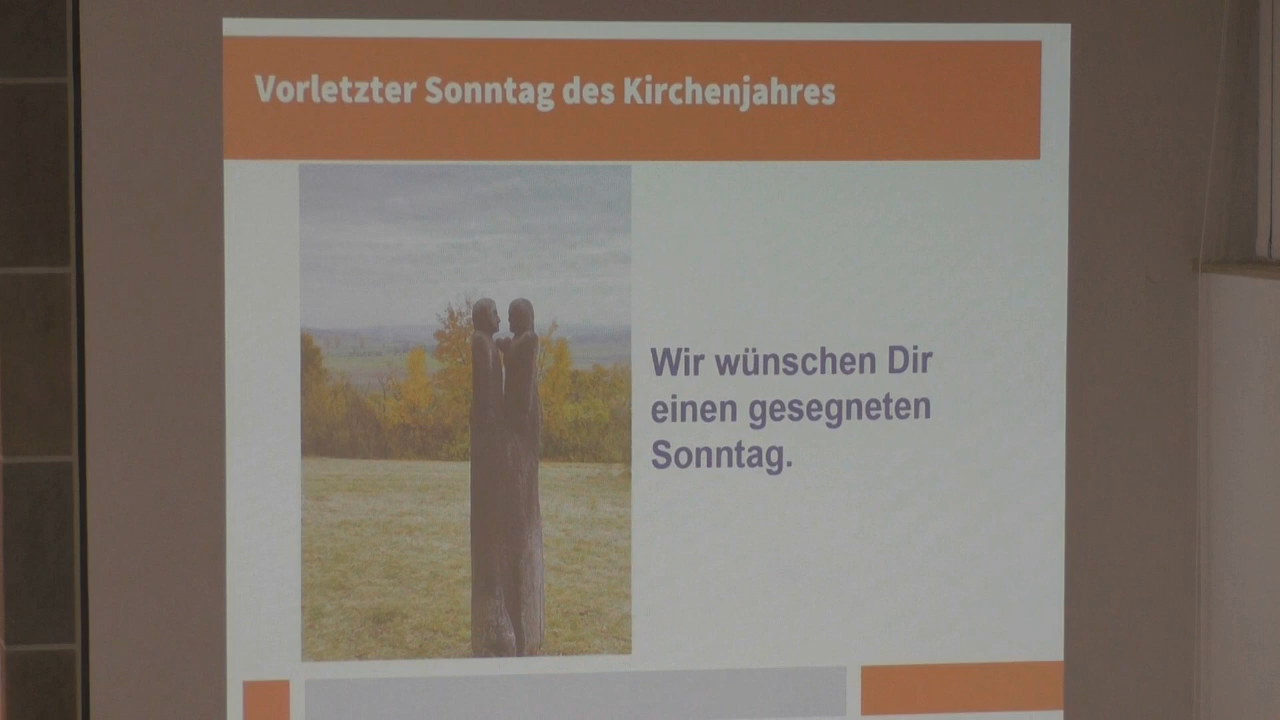 Vorletzter Sonntag des Kirchenjahres
Wir wünschen Dir
einen gesegneten
Sonntag.